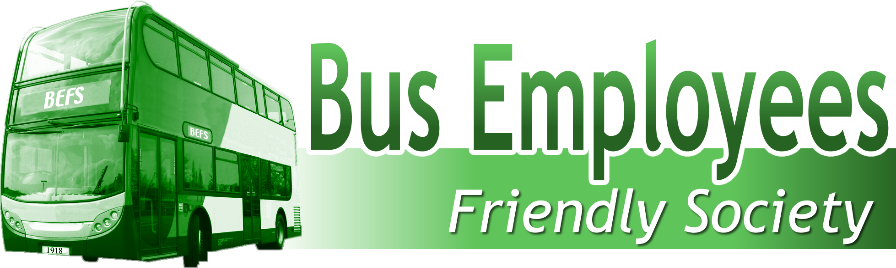 BEFS
BEFS
1918
Bus Employees
Friendly Society